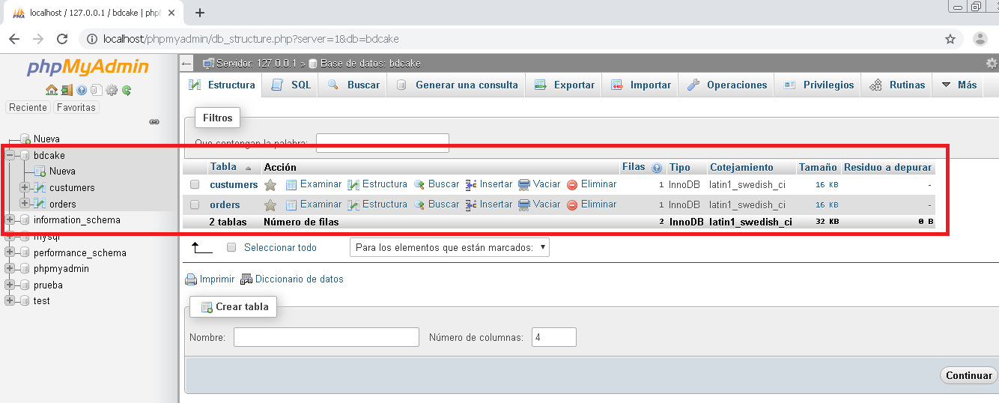 localhost / 127.0.0.1 / bdcake | phpM
localhost/phpmyadmin/db_structure.php?server=1&db=bdcake
phpMyAdmin
Reciente Favoritas
Nueva
bdcake
Nueva
custumers
orders
information_schema
mysql
performance_schema
phpmyadmin
prueba
test
Servidor: 127.0.0.1 » Base de datos: bdcake
Estructura SQL Buscar Generar una consulta Exportar Importar Operaciones Privilegios Rutinas Más
Filtros
Que contengan la palabra:
Tabla Acción Filas Tipo Cotejamiento Tamaño Residuo a depurar
custumers Examinar Estructura Buscar Insertar Vaciar Eliminar 1 InnoDB latin1_swedish_ci 16 KB -
orders Examinar Estructura Buscar Insertar Vaciar Eliminar 1 InnoDB latin1_swedish_ci 16 KB -
2 tablas Número de filas 2 InnoDB latin1_swedish_ci 32 KB 0 B
Seleccionar todo Para los elementos que están marcados:
Imprimir Diccionario de datos
Crear tabla
Nombre: Número de columnas: 4
Continuar